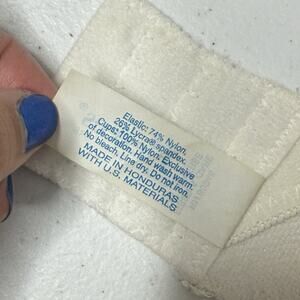 Elastic: 74% Nylon,
26% Lycra® spandex.
Cups: 100% Nylon. Exclusive
of decoration. Hand wash warm.
No bleach. Line dry. Do not iron.
MADE IN HONDURAS
WITH U.S. MATERIALS